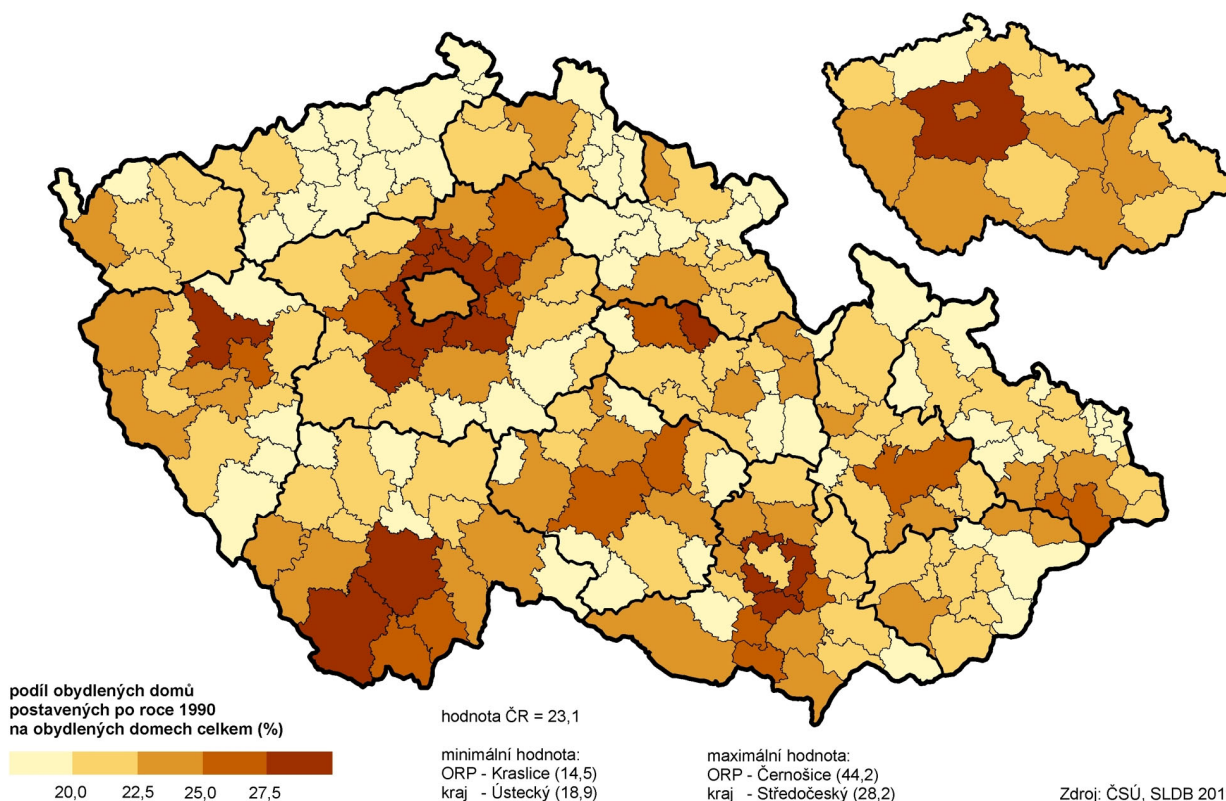 podíl obydlených domů
postavených po roce 1990
na obydlených domech celkem (%)
20,0 22,5 25,0 27,5
hodnota ČR = 23,1
minimální hodnota:
ORP - Kraslice (14,5)
kraj - Ústecký (18,9)
maximální hodnota:
ORP - Černošice (44,2)
kraj - Středočeský (28,2)
Zdroj: ČSÚ, SLDB 201